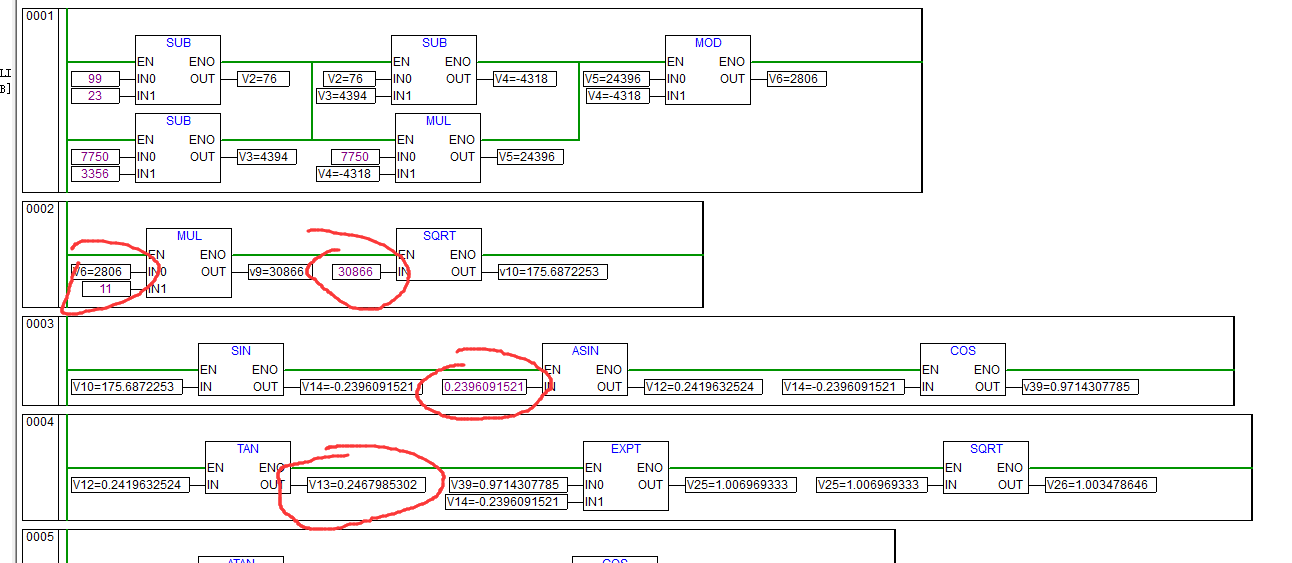 LI
B]
0001
SUB SUB MOD
EN ENO EN ENO EN ENO
99 IN0 OUT V2=76 V2=76 IN0 OUT V4=-4318 V5=24396 IN0 OUT V6=2806
23 IN1 V3=4394 IN1 V4=-4318 IN1
SUB MUL
EN ENO EN ENO
7750 IN0 OUT V3=4394 7750 IN0 OUT V5=24396
3356 IN1 V4=-4318 IN1
0002
MUL SQRT
EN ENO EN ENO
V6=2806 IN0 OUT v9=30866 30866 IN OUT v10=175.6872253
11 IN1
0003
SIN ASIN COS
EN ENO EN ENO EN ENO
V10=175.6872253 IN OUT V14=-0.2396091521 0.2396091521 IN OUT V12=0.2419632524 V14=-0.2396091521 IN OUT v39=0.9714307785
0004
TAN EXPT SQRT
EN ENO EN ENO EN ENO
V12=0.2419632524 IN OUT V13=0.2467985302 V39=0.9714307785 IN0 OUT V25=1.006969333 V25=1.006969333 IN OUT V26=1.003478646
V14=-0.2396091521 IN1
0005
ATAN COS